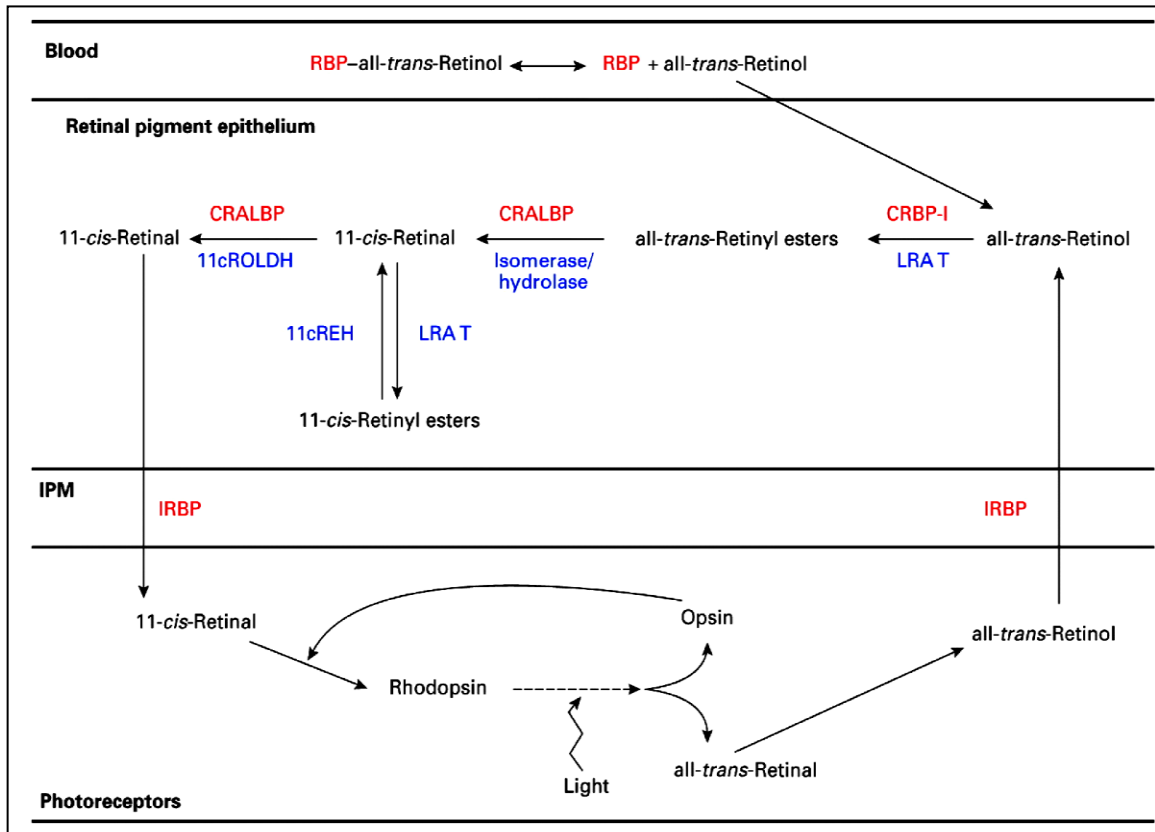 Blood
RBP–all-trans-Retinol
RBP + all-trans-Retinol
Retinal pigment epithelium
CRALBP
CRALBP
CRBP-I
11-cis-Retinal
11-cis-Retinal
all-trans-Retinyl esters
all-trans-Retinol
11cROLDH
Isomerase/
hydrolase
LRA T
11cREH
LRA T
11-cis-Retinyl esters
IPM
IRBP
IRBP
11-cis-Retinal
Opsin
all-trans-Retinol
Rhodopsin
Light
all-trans-Retinal
Photoreceptors